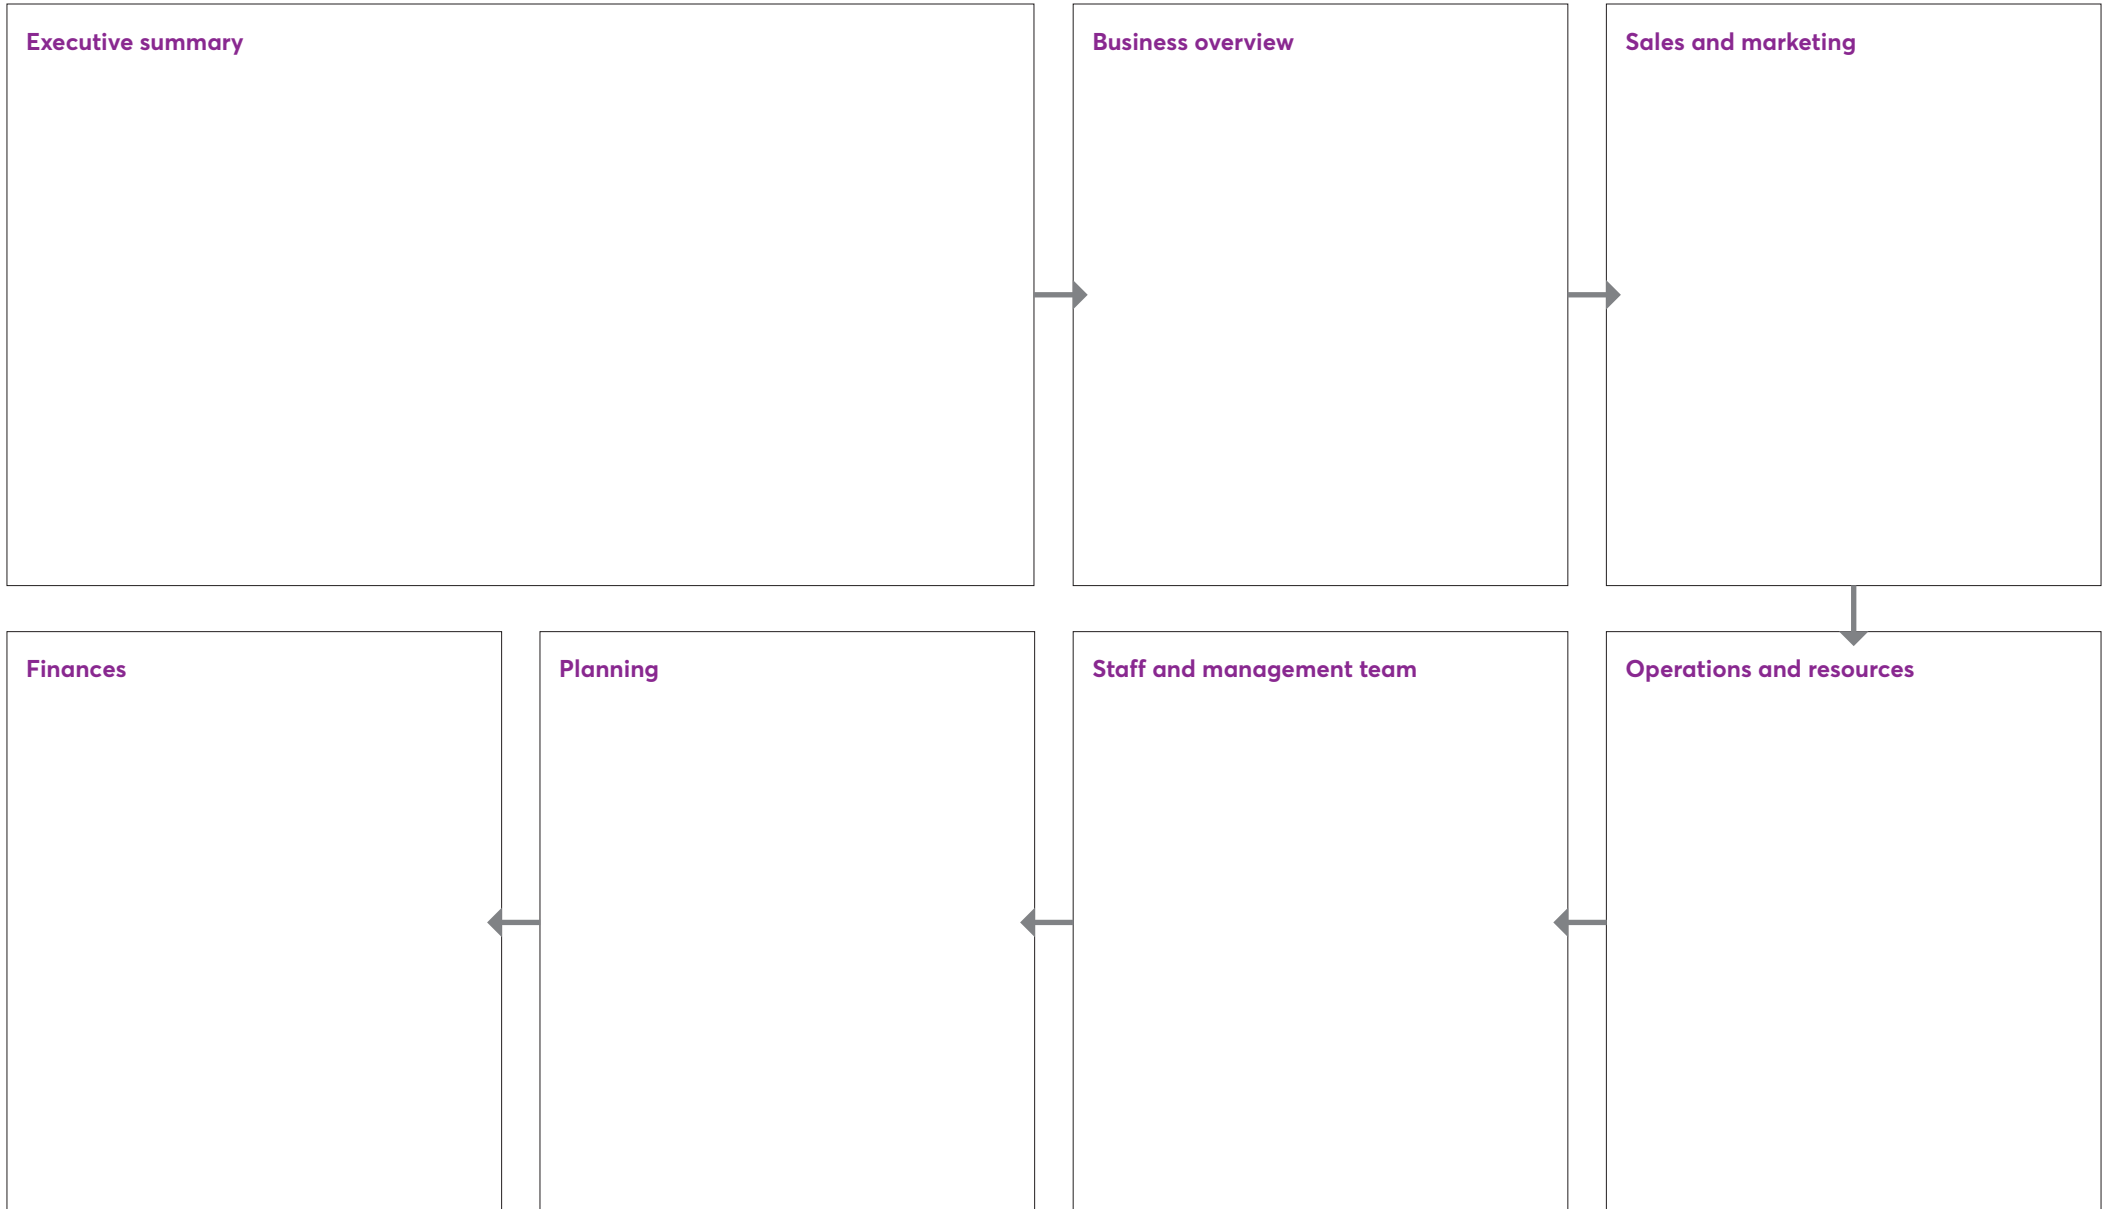 Executive summary
Business overview
Sales and marketing
Finances
Planning
Staff and management team
Operations and resources